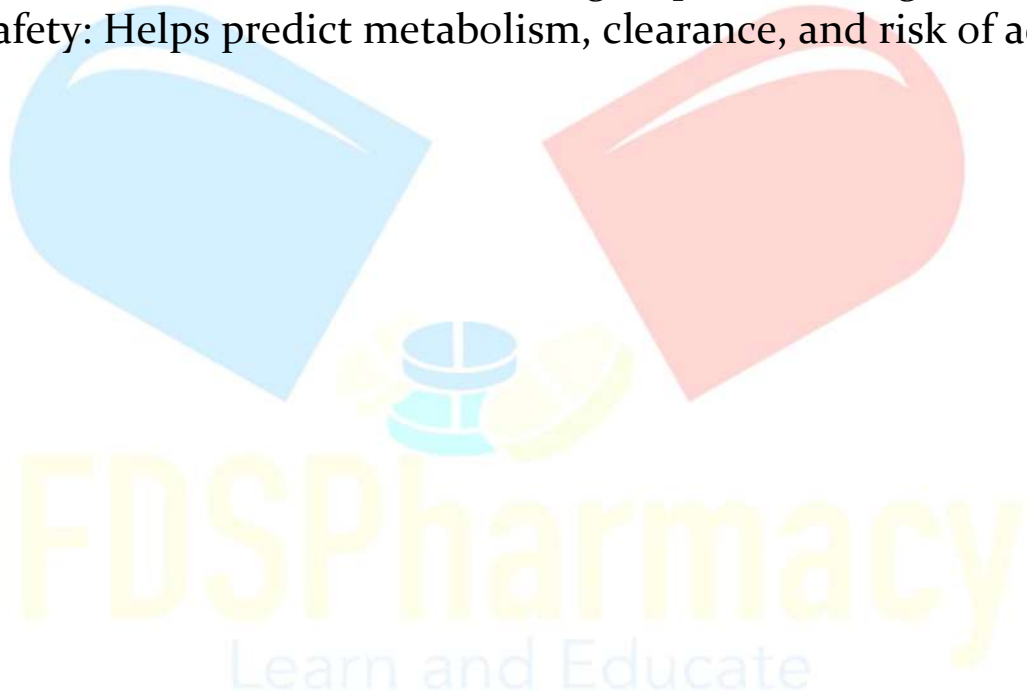 afety: Helps predict metabolism, clearance, and risk of a
FDSPharmacy
Learn and Educate